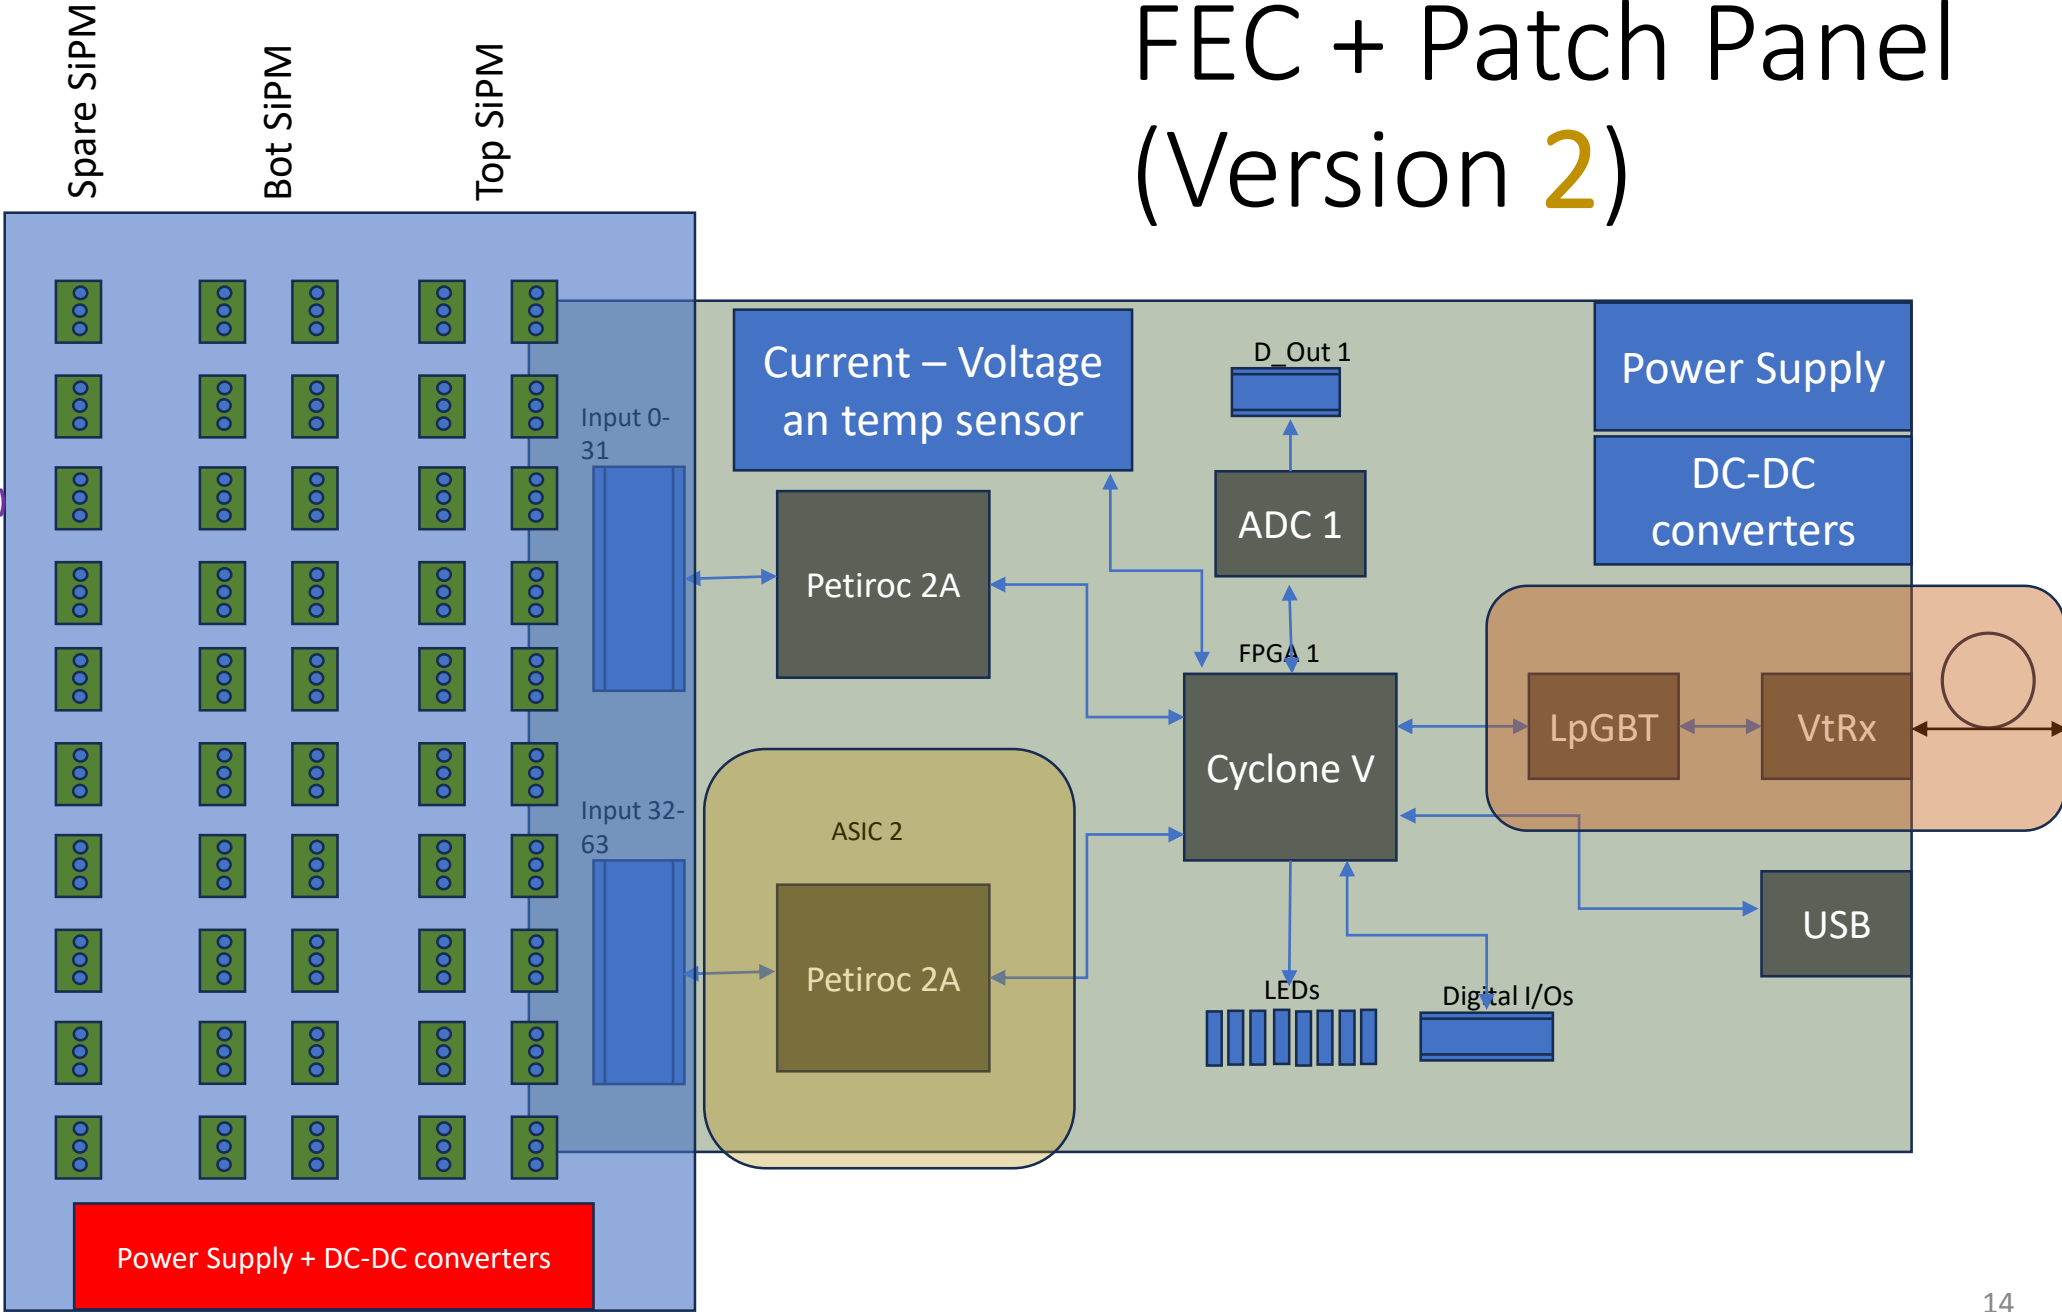 FEC + Patch Panel
(Version 2)
Spare SiPM
Bot SiPM
Top SiPM
Current – Voltage
an temp sensor
D_Out 1
Power Supply
Input 0-
31
DC-DC
converters
ADC 1
Petiroc 2A
FPGA 1
LpGBT
VtRx
Cyclone V
Input 32-
63
ASIC 2
USB
Petiroc 2A
LEDs
Digital I/Os
Power Supply + DC-DC converters
14